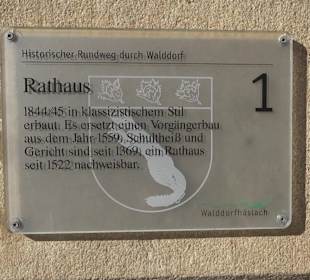 Historischer Rundweg durch Walddorf
Rathaus
1
1844/45 in klassizistischem Stil
erbaut. Es ersetzt einen Vorgängerbau
aus dem Jahr 1559. Schultheiß und
Gericht sind seit 1369, ein Rathaus
seit 1522 nachweisbar.
Walddorfhäslach